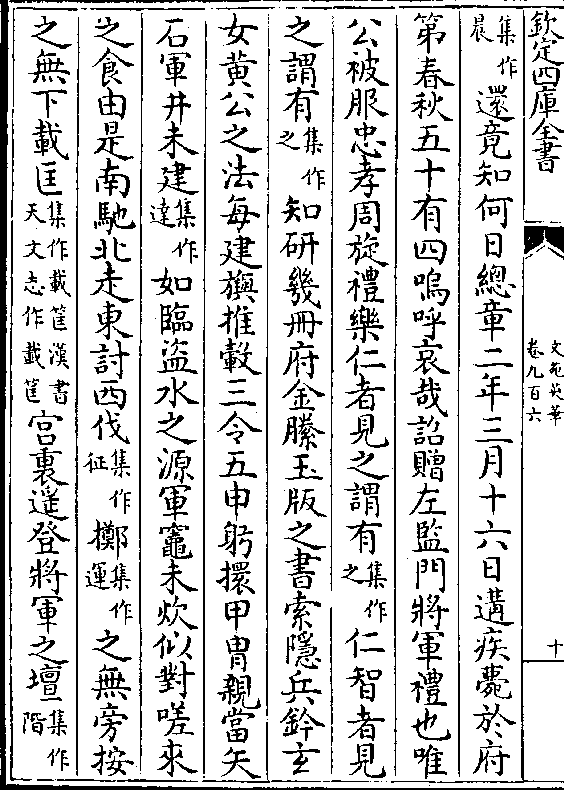 欽定四庫全書
文苑英華
卷九百六
十
集作晨還竟知何日總章二年三月十六日遘疾薨於府
第春秋五十有四嗚呼哀哉詔贈左監門將軍禮也唯
公被服忠孝周旋禮樂仁者見之謂有集作之仁智者見
之謂有集作之知研幾冊府金縢玉版之書索隱兵鈐玄
女黃公之法每建旟推轂三令五申躬擐甲冑親當矢
石軍井未建集作達如臨盜水之源軍竈未炊似對嗟來
之食由是南馳北走東討西伐集作征擲集作運之無旁按
之無下載匡集作載筐漢書天文志作載筐宮裏遥登將軍之壇集作階